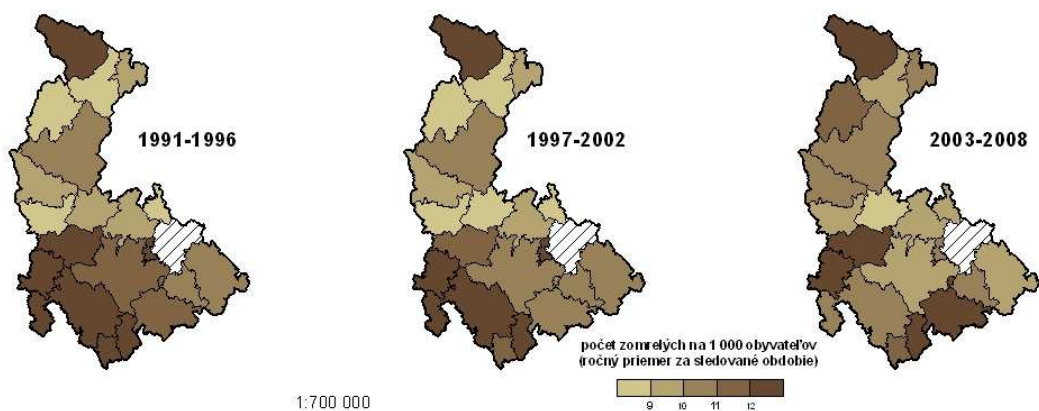 1991-1996
1997-2002
2003-2008
počet zomrelých na 1 000 obyvateľov
(ročný priemer za sledované obdobie)
9 10 11 12
1:700 000